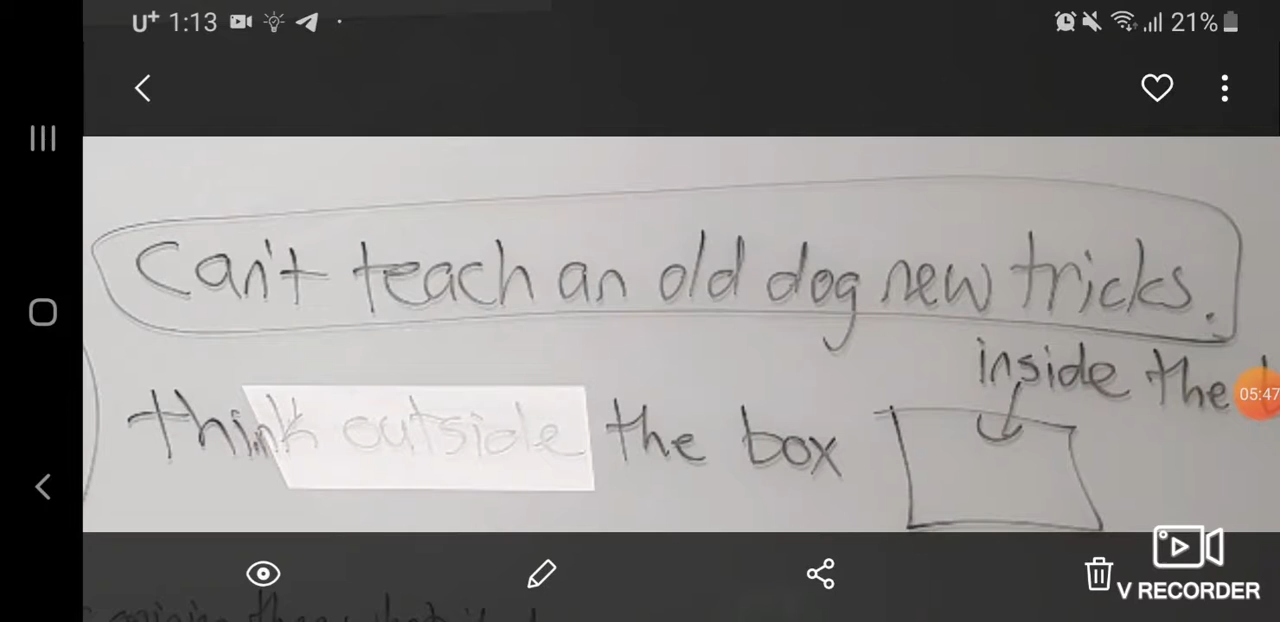 U+ 1:13
21%
Can't teach an old dog new tricks.
inside the
05:47
think outside the box
V RECORDER